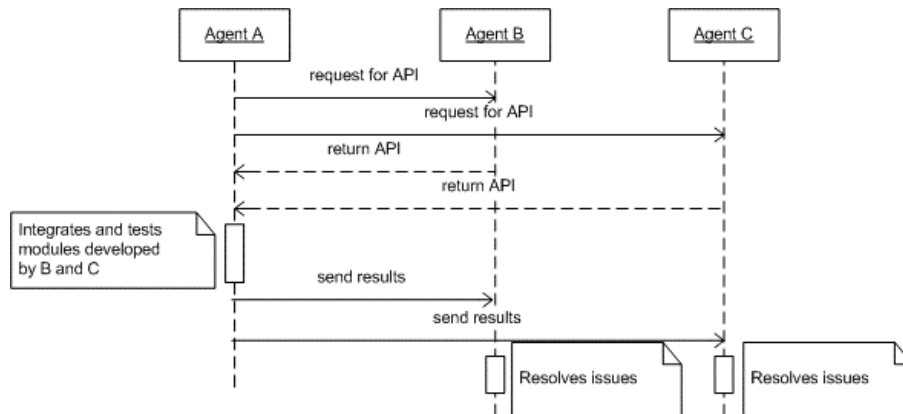 Agent A
Agent B
Agent C
request for API
request for API
return API
return API
Integrates and tests
modules developed
by B and C
send results
send results
Resolves issues
Resolves issues